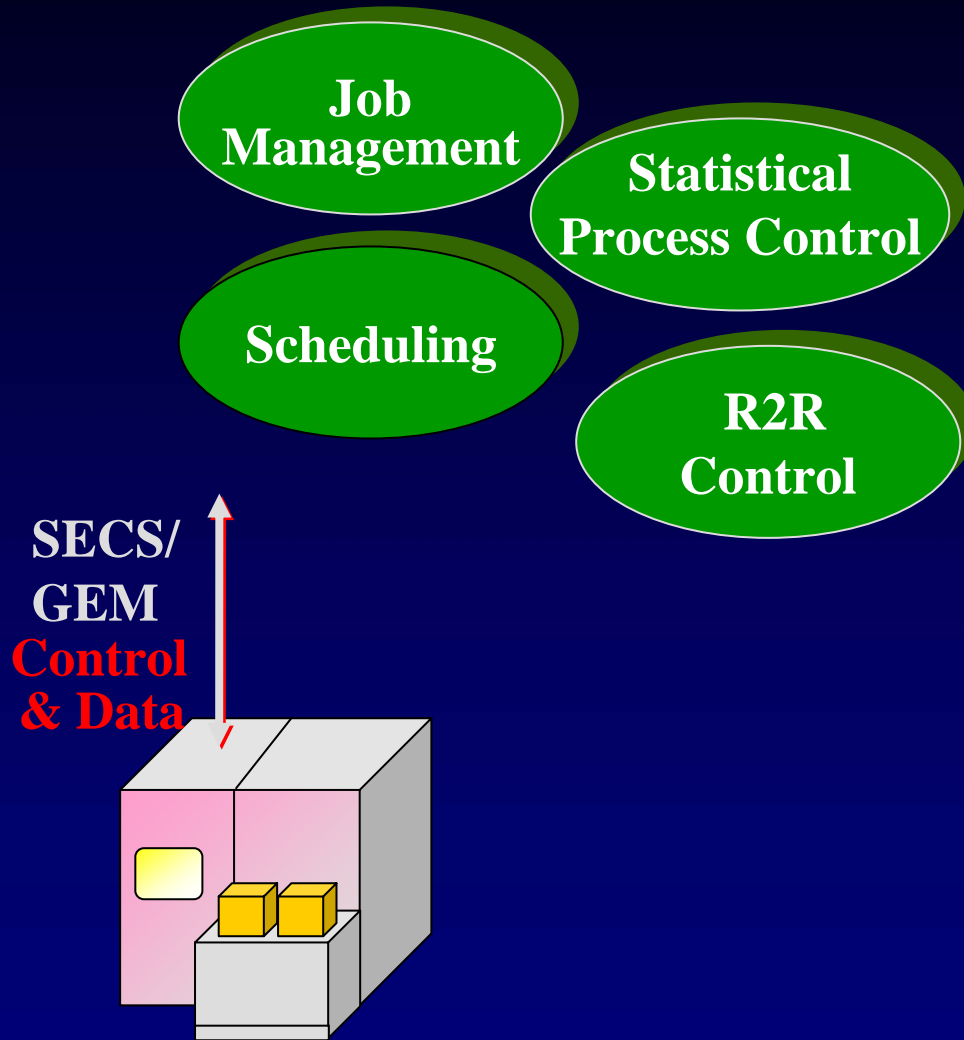 Job
Management
Statistical
Process Control
Scheduling
R2R
Control
SECS/
GEM
Control
& Data